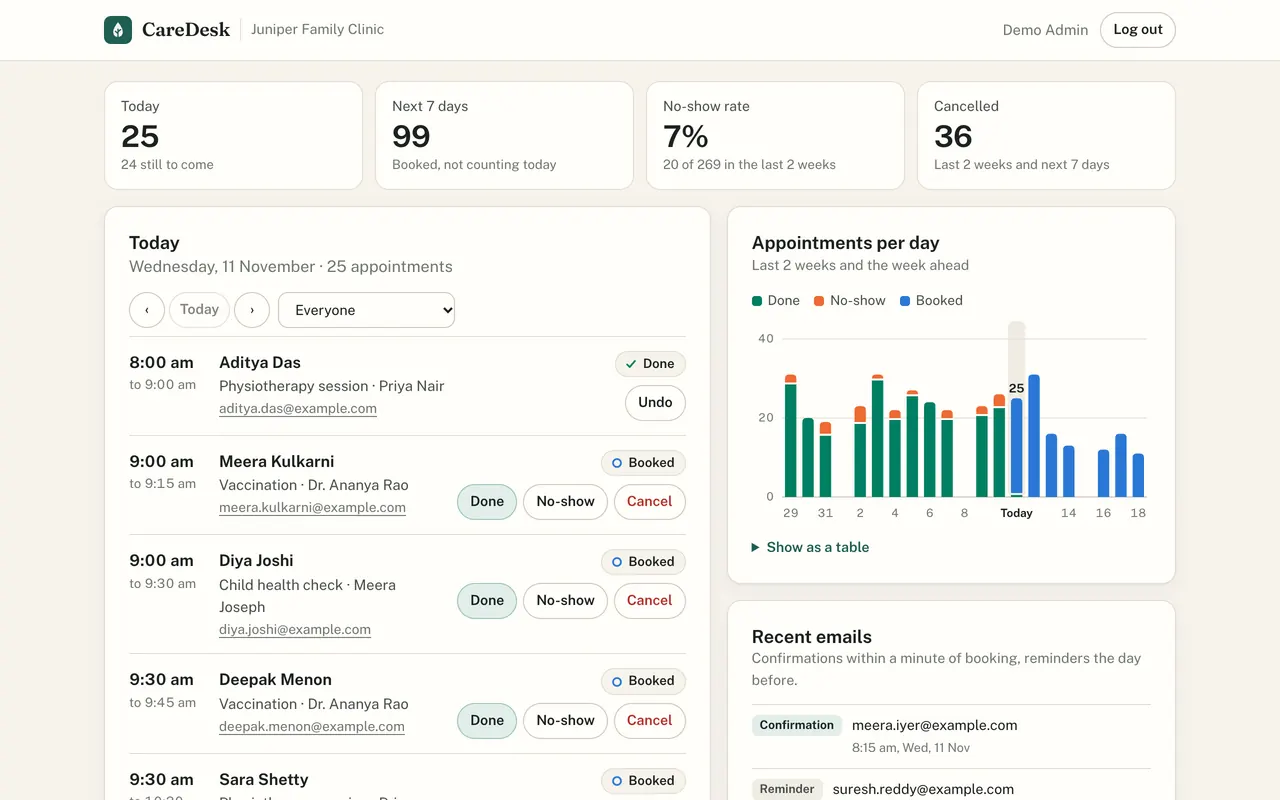 CareDesk
Juniper Family Clinic
Demo Admin
Log out
Today
25
24 still to come
Next 7 days
99
Booked, not counting today
No-show rate
7%
20 of 269 in the last 2 weeks
Cancelled
36
Last 2 weeks and next 7 days
Today
Wednesday, 11 November · 25 appointments
‹
Today
›
Everyone
8:00 am
to 9:00 am
Aditya Das
Physiotherapy session · Priya Nair
aditya.das@example.com
Done
Undo
9:00 am
to 9:15 am
Meera Kulkarni
Vaccination · Dr. Ananya Rao
meera.kulkarni@example.com
Booked
Done
No-show
Cancel
9:00 am
to 9:30 am
Diya Joshi
Child health check · Meera
Joseph
diya.joshi@example.com
Booked
Done
No-show
Cancel
9:30 am
to 9:45 am
Deepak Menon
Vaccination · Dr. Ananya Rao
deepak.menon@example.com
Booked
Done
No-show
Cancel
9:30 am
Sara Shetty
Booked
Appointments per day
Last 2 weeks and the week ahead
Done
No-show
Booked
40
20
0
25
29 31 2 4 6 8 Today 14 16 18
Show as a table
Recent emails
Confirmations within a minute of booking, reminders the day
before.
Confirmation
meera.iyer@example.com
8:15 am, Wed, 11 Nov
Reminder
suresh.reddy@example.com